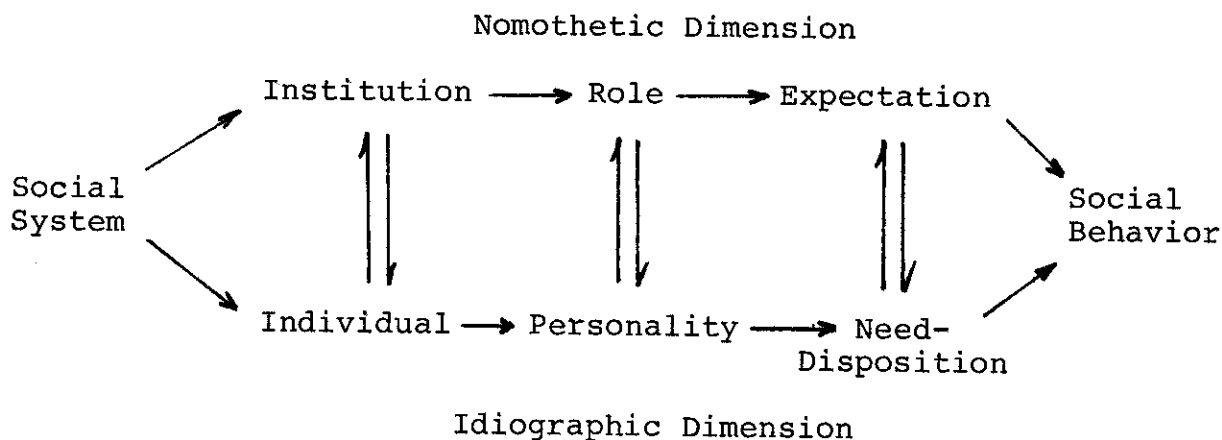 Nomothetic Dimension
Institution Role Expectation
Social
System
Social
Behavior
Individual Personality Need-
Disposition
Idiographic Dimension